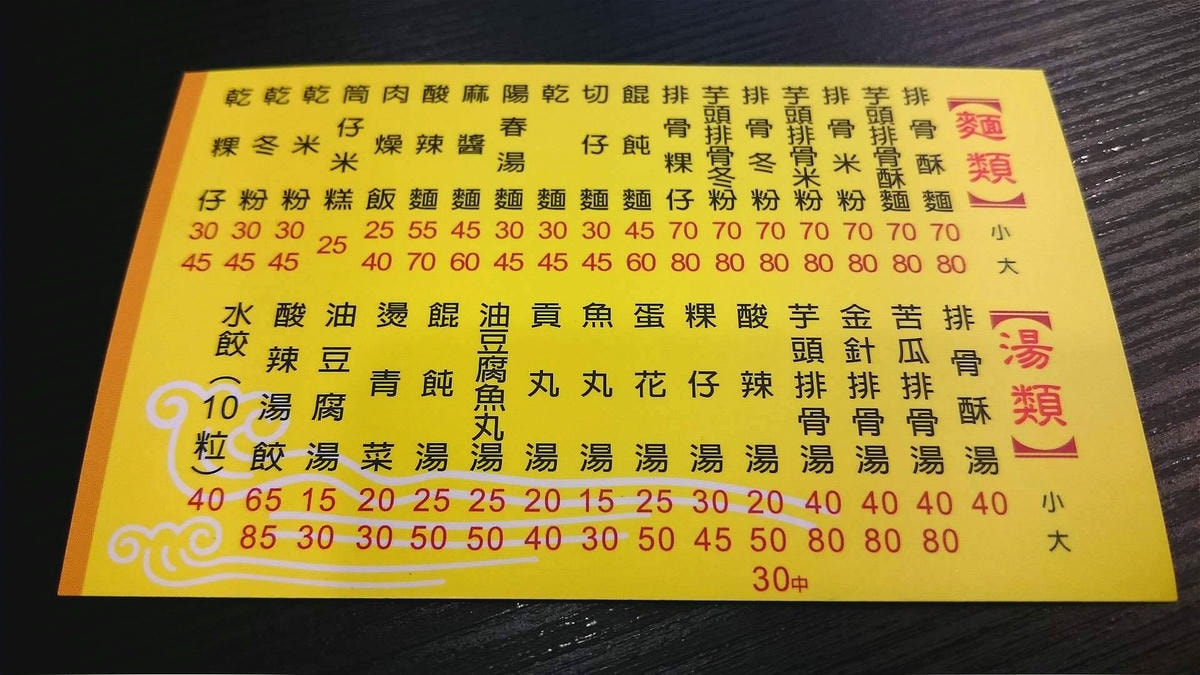 【麵類】
小 大
排骨酥麵 70 80
芋頭排骨酥麵 70 80
排骨米粉 70 80
芋頭排骨米粉 70 80
排骨冬粉 70 80
芋頭排骨冬粉 70 80
排骨粿仔 70 80
餛飩麵 45 60
切仔麵 30 45
乾麵 30 45
陽春湯麵 30 45
麻醬麵 45 60
酸辣麵 55 70
肉燥飯 25 40
筒仔米糕 25
乾米粉 30 45
乾冬粉 30 45
乾粿仔 30 45
【湯類】
小 大
排骨酥湯 40
苦瓜排骨湯 40 80
金針排骨湯 40 80
芋頭排骨湯 40 80
酸辣湯 20 50 30中
粿仔湯 30 45
蛋花湯 25 50
魚丸湯 15 30
貢丸湯 20 40
油豆腐魚丸湯 25 50
餛飩湯 25 50
燙青菜 20 30
油豆腐湯 15 30
酸辣湯餃 65 85
水餃(10粒) 40